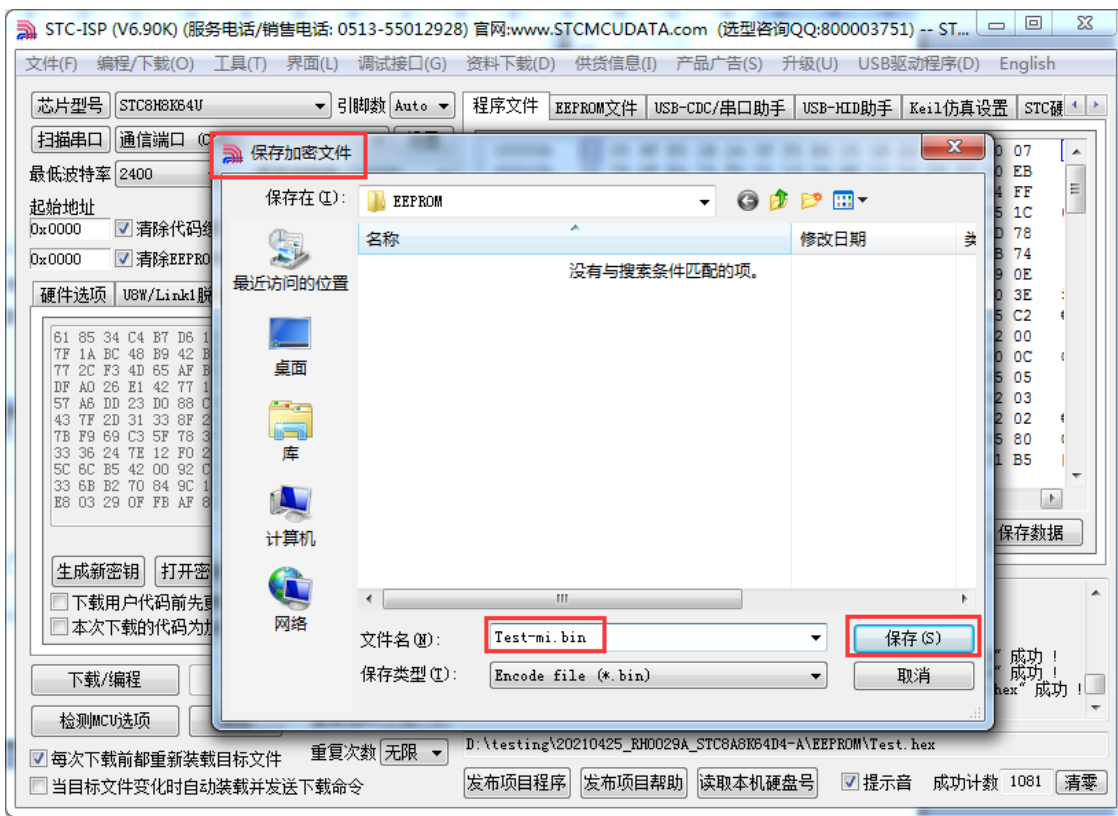 STC-ISP (V6.90K) (服务电话/销售电话: 0513-55012928) 官网:www.STCMCUDATA.com (选型咨询QQ:800003751) -- ST...
文件(F) 编程/下载(O) 工具(T) 界面(L) 调试接口(G) 资料下载(D) 供货信息(I) 产品广告(S) 升级(U) USB驱动程序(D) English
芯片型号 STC8H8K64U 引脚数 Auto 程序文件 EEPROM文件 USB-CDC/串口助手 USB-HID助手 Keil仿真设置 STC硬
扫描串口 通信端口
最低波特率 2400
起始地址
0x0000 清除代码
0x0000 清除EEPRO
硬件选项 U8W/Link1脱
61 85 34 C4 B7 D6 1
7F 1A BC 48 B9 42 B
77 2C F3 4D 65 AF B
DF A0 26 E1 42 77 1
57 A6 DD 23 D0 88 C
43 7F 2D 31 33 8F 2
7B F9 69 C3 5F 78 3
33 36 24 7E 12 F0 2
5C 6C B5 42 00 92 C
33 6B B2 70 84 9C 1
E8 03 29 0F FB AF 8
生成新密钥 打开密
下载用户代码前先
本次下载的代码为
下载/编程
检测MCU选项
每次下载前都重新装载目标文件 重复次数 无限
当目标文件变化时自动装载并发送下载命令
保存加密文件
保存在(I): EEPROM
名称 修改日期 类
没有与搜索条件匹配的项。
最近访问的位置
桌面
库
计算机
网络
文件名(N): Test-mi.bin 保存(S)
保存类型(T): Encode file (*.bin) 取消
07
EB
FF
1C
78
74
0E
3E
C2
00
0C
05
03
02
80
B5
保存数据
成功 !
成功 !
hex" 成功 !
D:\testing\20210425_RH0029A_STC8A8K64D4-A\EEPROM\Test.hex
发布项目程序 发布项目帮助 读取本机硬盘号 提示音 成功计数 1081 清零